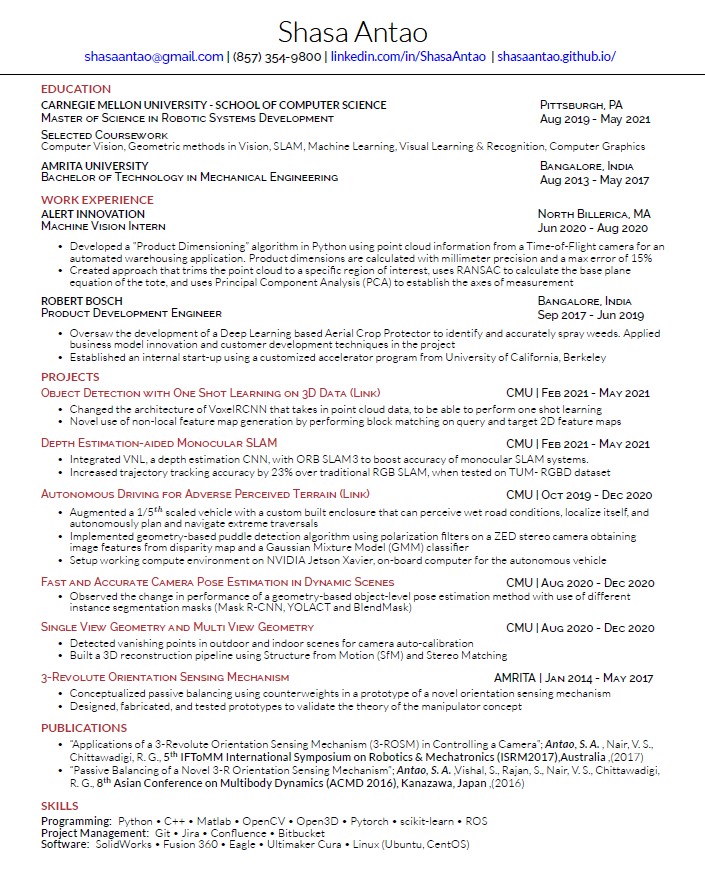 Shasa Antao
shasaantao@gmail.com | (857) 354-9800 | linkedin.com/in/ShasaAntao | shasaantao.github.io/
EDUCATION
CARNEGIE MELLON UNIVERSITY - SCHOOL OF COMPUTER SCIENCE Pittsburgh, PA
Master of Science in Robotic Systems Development Aug 2019 - May 2021
Selected Coursework
Computer Vision, Geometric methods in Vision, SLAM, Machine Learning, Visual Learning & Recognition, Computer Graphics
AMRITA UNIVERSITY Bangalore, India
Bachelor of Technology in Mechanical Engineering Aug 2013 - May 2017
WORK EXPERIENCE
ALERT INNOVATION North Billerica, MA
Machine Vision Intern Jun 2020 - Aug 2020
• Developed a "Product Dimensioning" algorithm in Python using point cloud information from a Time-of-Flight camera for an
automated warehousing application. Product dimensions are calculated with millimeter precision and a max error of 15%
• Created approach that trims the point cloud to a specific region of interest, uses RANSAC to calculate the base plane
equation of the tote, and uses Principal Component Analysis (PCA) to establish the axes of measurement
ROBERT BOSCH Bangalore, India
Product Development Engineer Sep 2017 - Jun 2019
• Oversaw the development of a Deep Learning based Aerial Crop Protector to identify and accurately spray weeds. Applied
business model innovation and customer development techniques in the project
• Established an internal start-up using a customized accelerator program from University of California, Berkeley
PROJECTS
Object Detection with One Shot Learning on 3D Data (Link) CMU | Feb 2021 - May 2021
• Changed the architecture of VoxelRCNN that takes in point cloud data, to be able to perform one shot learning
• Novel use of non-local feature map generation by performing block matching on query and target 2D feature maps
Depth Estimation-aided Monocular SLAM CMU | Feb 2021 - May 2021
• Integrated VNL, a depth estimation CNN, with ORB SLAM3 to boost accuracy of monocular SLAM systems.
• Increased trajectory tracking accuracy by 23% over traditional RGB SLAM, when tested on TUM- RGBD dataset
Autonomous Driving for Adverse Perceived Terrain (Link) CMU | Oct 2019 - Dec 2020
• Augmented a 1/5th scaled vehicle with a custom built enclosure that can perceive wet road conditions, localize itself, and
autonomously plan and navigate extreme traversals
• Implemented geometry-based puddle detection algorithm using polarization filters on a ZED stereo camera obtaining
image features from disparity map and a Gaussian Mixture Model (GMM) classifier
• Setup working compute environment on NVIDIA Jetson Xavier, on-board computer for the autonomous vehicle
Fast and Accurate Camera Pose Estimation in Dynamic Scenes CMU | Aug 2020 - Dec 2020
• Observed the change in performance of a geometry-based object-level pose estimation method with use of different
instance segmentation masks (Mask R-CNN, YOLACT and BlendMask)
Single View Geometry and Multi View Geometry CMU | Aug 2020 - Dec 2020
• Detected vanishing points in outdoor and indoor scenes for camera auto-calibration
• Built a 3D reconstruction pipeline using Structure from Motion (SfM) and Stereo Matching
3-Revolute Orientation Sensing Mechanism AMRITA | Jan 2014 - May 2017
• Conceptualized passive balancing using counterweights in a prototype of a novel orientation sensing mechanism
• Designed, fabricated, and tested prototypes to validate the theory of the manipulator concept
PUBLICATIONS
• "Applications of a 3-Revolute Orientation Sensing Mechanism (3-ROSM) in Controlling a Camera"; Antao, S. A. , Nair, V. S.,
Chittawadigi, R. G., 5th IFToMM International Symposium on Robotics & Mechatronics (ISRM2017),Australia ,(2017)
• "Passive Balancing of a Novel 3-R Orientation Sensing Mechanism"; Antao, S. A. ,Vishal, S., Rajan, S., Nair, V. S., Chittawadigi,
R. G., 8th Asian Conference on Multibody Dynamics (ACMD 2016), Kanazawa, Japan ,(2016)
SKILLS
Programming: Python • C++ • Matlab • OpenCV • Open3D • Pytorch • scikit-learn • ROS
Project Management: Git • Jira • Confluence • Bitbucket
Software: SolidWorks • Fusion 360 • Eagle • Ultimaker Cura • Linux (Ubuntu, CentOS)